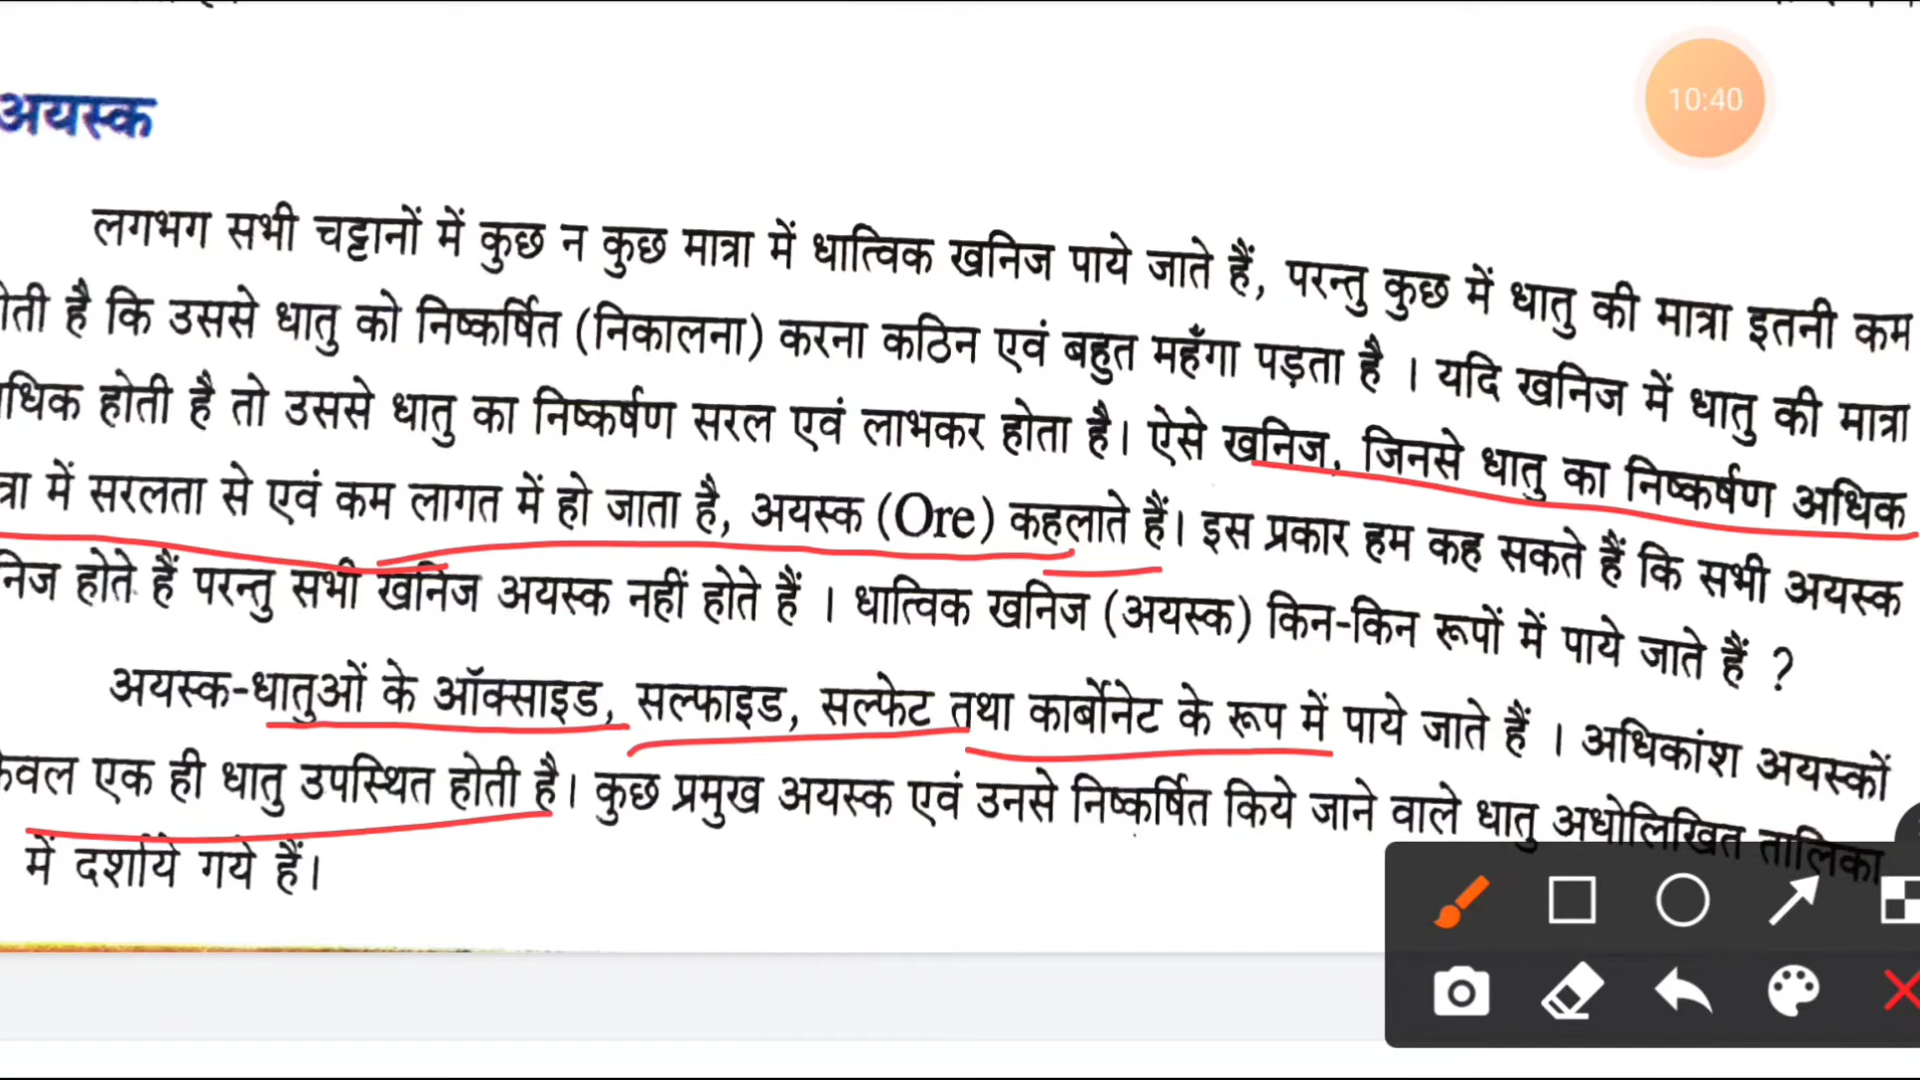 अयस्क
10:40
लगभग सभी चट्टानों में कुछ न कुछ मात्रा में धात्विक खनिज पाये जाते हैं, परन्तु कुछ में धातु की मात्रा इतनी कम
है कि उससे धातु को निष्कर्षित (निकालना) करना कठिन एवं बहुत महँगा पड़ता है । यदि खनिज में धातु की मात्रा
होती है तो उससे धातु का निष्कर्षण सरल एवं लाभकर होता है। ऐसे खनिज, जिनसे धातु का निष्कर्षण अधिक
में सरलता से एवं कम लागत में हो जाता है, अयस्क (Ore) कहलाते हैं। इस प्रकार हम कह सकते हैं कि सभी अयस्क
होते हैं परन्तु सभी खनिज अयस्क नहीं होते हैं । धात्विक खनिज (अयस्क) किन-किन रूपों में पाये जाते हैं ?
अयस्क-धातुओं के ऑक्साइड, सल्फाइड, सल्फेट तथा कार्बोनेट के रूप में पाये जाते हैं । अधिकांश अयस्कों
एक ही धातु उपस्थित होती है। कुछ प्रमुख अयस्क एवं उनसे निष्कर्षित किये जाने वाले धातु अधोलिखित तालिका
में दर्शाये गये हैं।